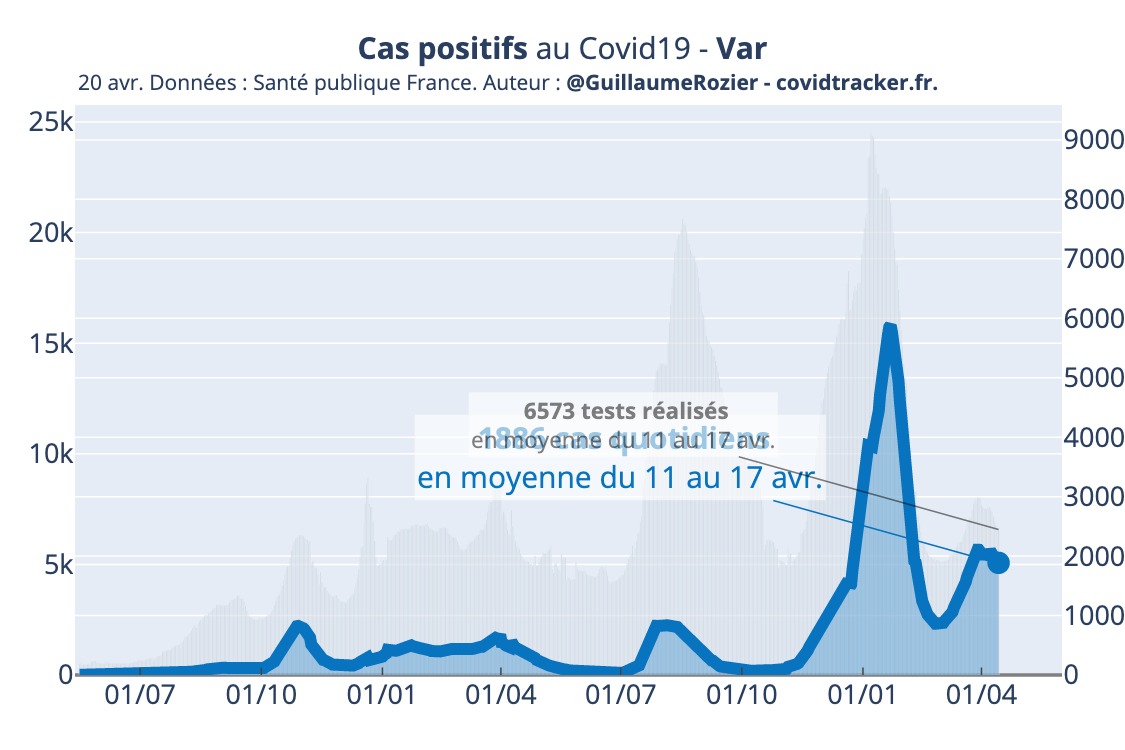 Cas positifs au Covid19 - Var
20 avr. Données : Santé publique France. Auteur : @GuillaumeRozier - covidtracker.fr.
25k
20k
15k
10k
5k
0
9000
8000
7000
6000
5000
4000
3000
2000
1000
0
6573 tests réalisés
en moyenne du 11 au 17 avr.
1886 cas quotidiens
en moyenne du 11 au 17 avr.
01/07 01/10 01/01 01/04 01/07 01/10 01/01 01/04